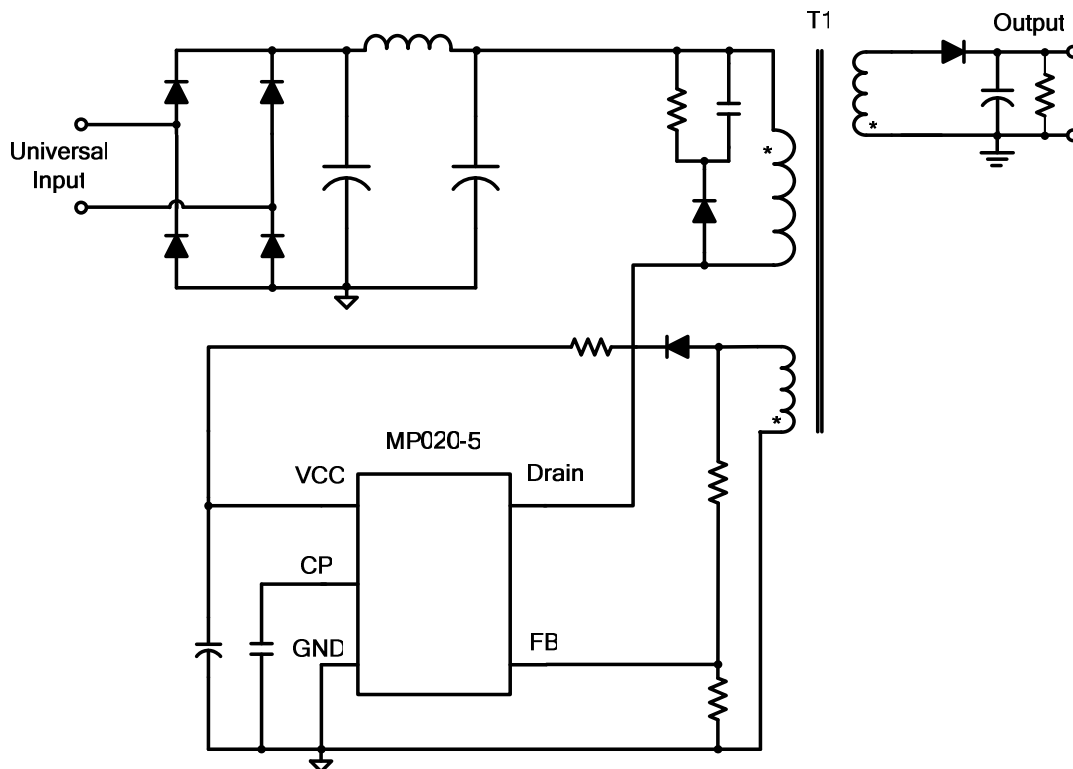 T1
Output
Universal
Input
*
*
*
MP020-5
VCC
Drain
CP
GND
FB